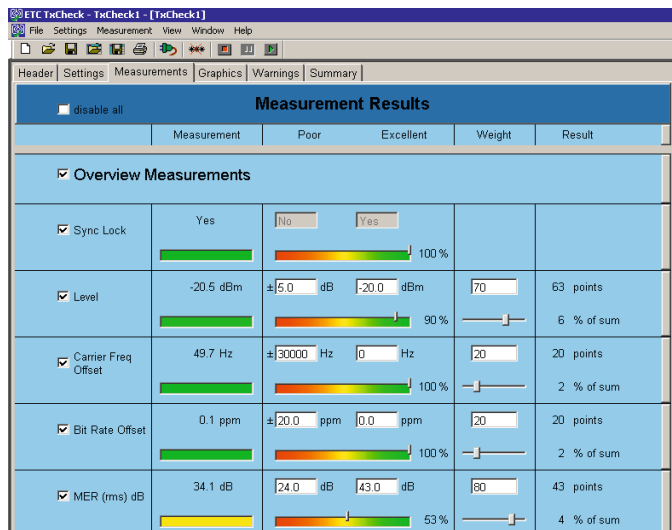 ETC TxCheck - TxCheck1 - [TxCheck1]
File Settings Measurement View Window Help
Header Settings Measurements Graphics Warnings Summary
disable all Measurement Results
Measurement Poor Excellent Weight Result
Overview Measurements
Sync Lock Yes No Yes
100 %
Level -20.5 dBm ± 5.0 dB -20.0 dBm 70 63 points
90 % 6 % of sum
Carrier Freq Offset 49.7 Hz ± 30000 Hz 0 Hz 20 20 points
100 % 2 % of sum
Bit Rate Offset 0.1 ppm ± 20.0 ppm 0.0 ppm 20 20 points
100 % 2 % of sum
MER (rms) dB 34.1 dB 24.0 dB 43.0 dB 80 43 points
53 % 4 % of sum